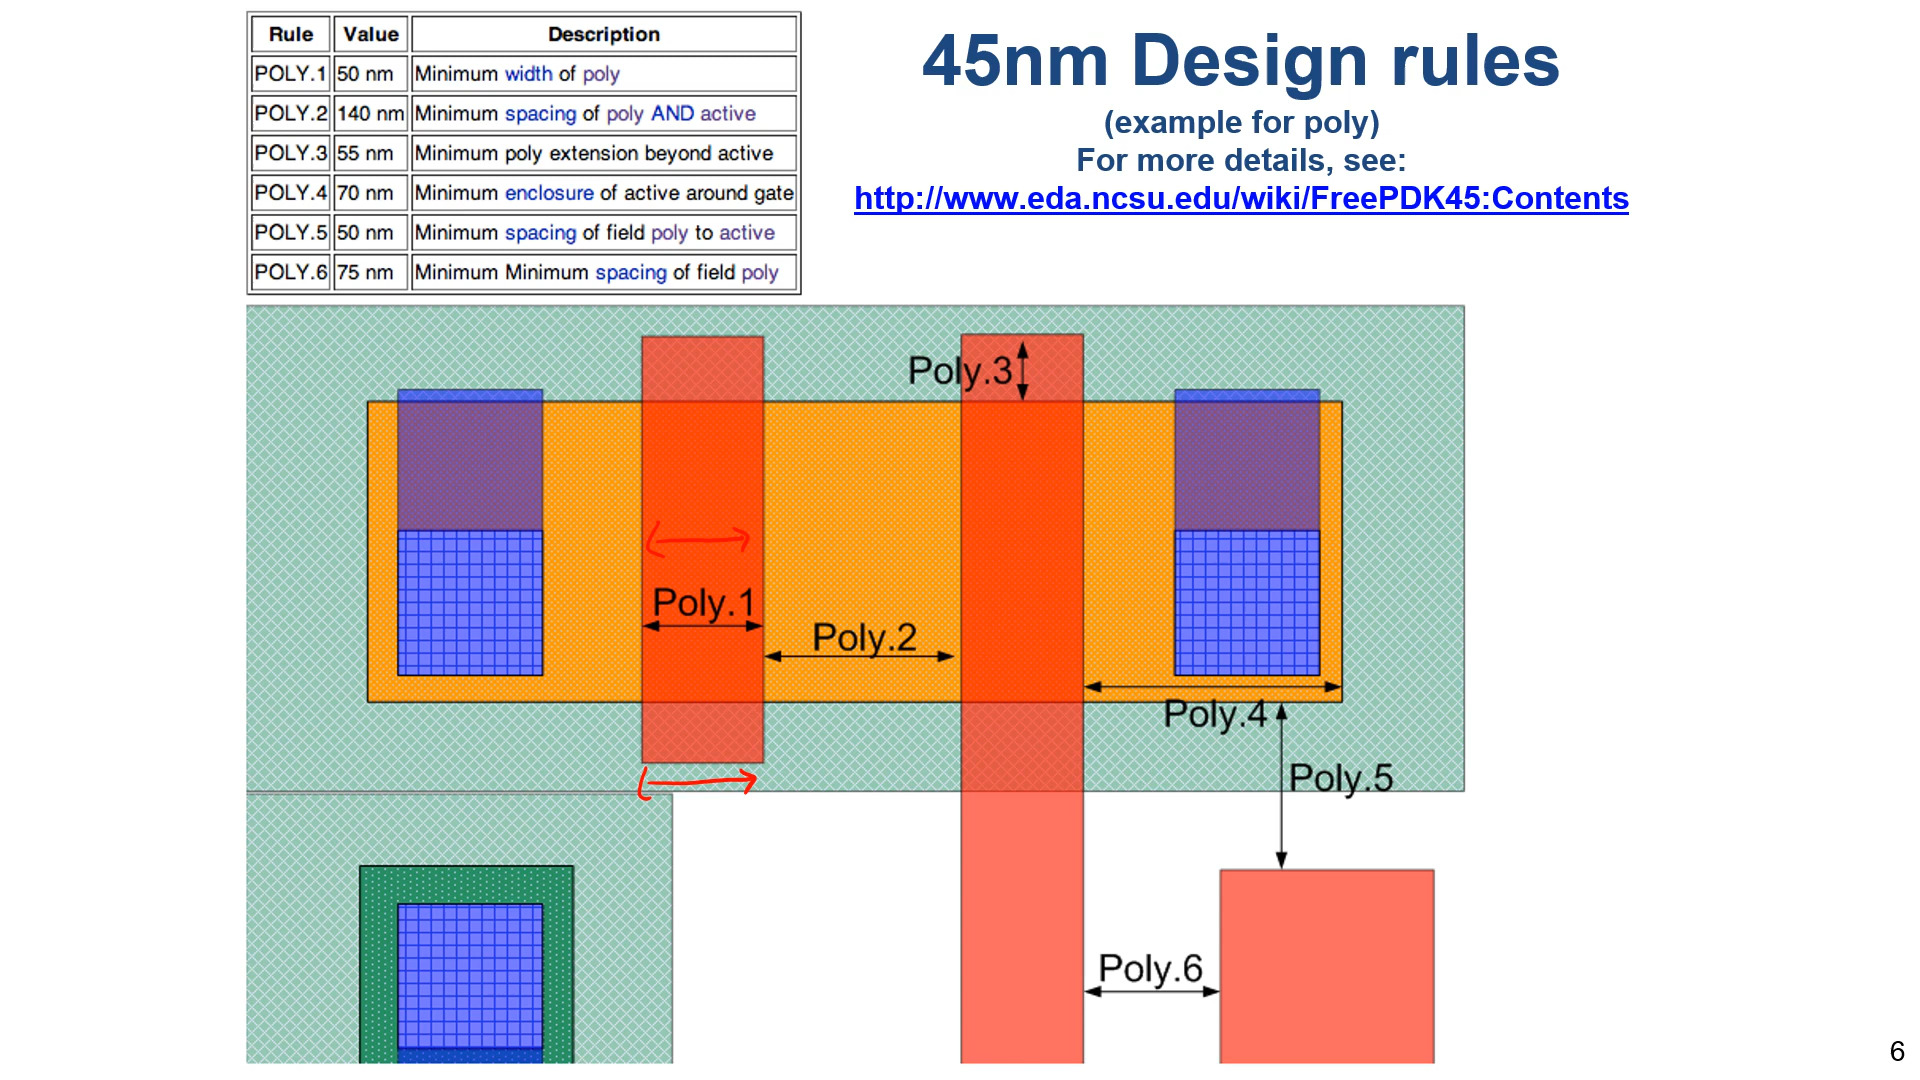 Rule Value Description
POLY.1 50 nm Minimum width of poly
POLY.2 140 nm Minimum spacing of poly AND active
POLY.3 55 nm Minimum poly extension beyond active
POLY.4 70 nm Minimum enclosure of active around gate
POLY.5 50 nm Minimum spacing of field poly to active
POLY.6 75 nm Minimum Minimum spacing of field poly
45nm Design rules
(example for poly)
For more details, see:
http://www.eda.ncsu.edu/wiki/FreePDK45:Contents
Poly.3
Poly.1
Poly.2
Poly.4
Poly.5
Poly.6
6